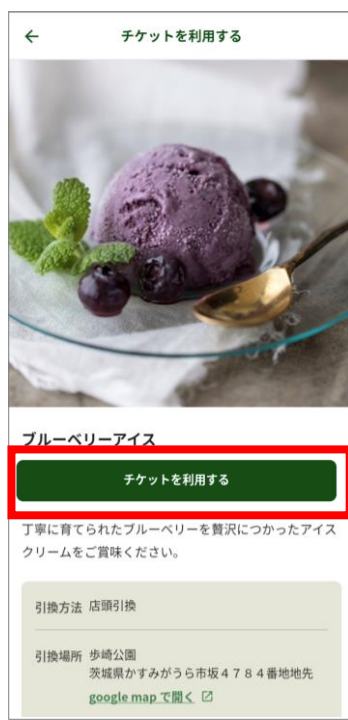 チケットを利用する
ブルーベリーアイス
チケットを利用する
丁寧に育てられたブルーベリーを贅沢につかったアイス
クリームをご賞味ください。
引換方法 店頭引換
引換場所 歩崎公園
茨城県かすみがうら市坂4784番地地先
google map で開く